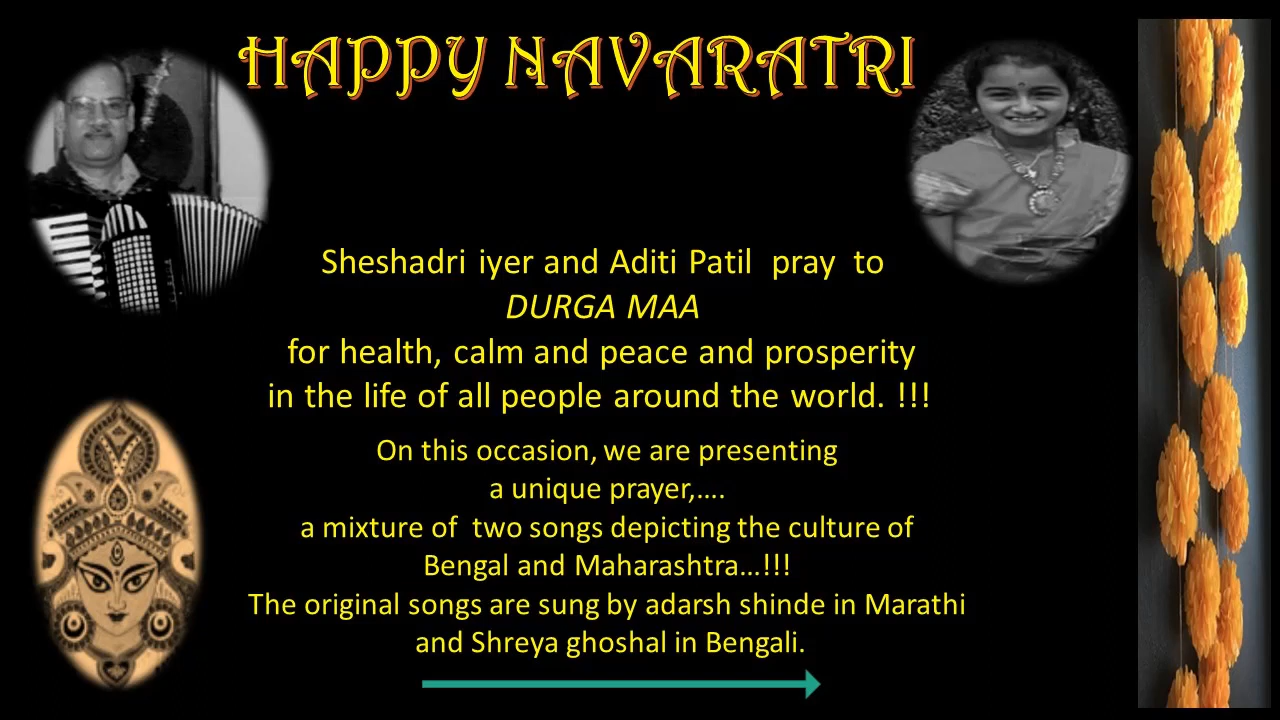 HAPPY NAVARATRI
Sheshadri iyer and Aditi Patil pray to
DURGA MAA
for health, calm and peace and prosperity
in the life of all people around the world. !!!
On this occasion, we are presenting
a unique prayer,....
a mixture of two songs depicting the culture of
Bengal and Maharashtra...!!!
The original songs are sung by adarsh shinde in Marathi
and Shreya ghoshal in Bengali.